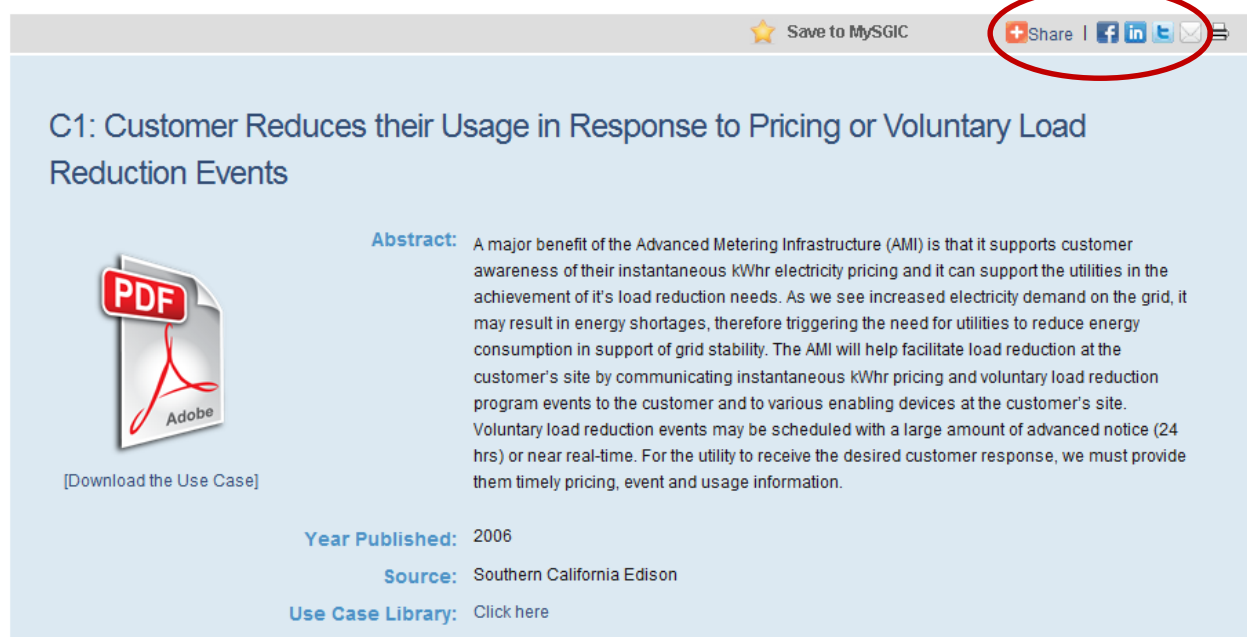 Save to MySGIC
Share |
C1: Customer Reduces their Usage in Response to Pricing or Voluntary Load
Reduction Events
PDF
Adobe
[Download the Use Case]
Abstract:
A major benefit of the Advanced Metering Infrastructure (AMI) is that it supports customer
awareness of their instantaneous kWhr electricity pricing and it can support the utilities in the
achievement of it's load reduction needs. As we see increased electricity demand on the grid, it
may result in energy shortages, therefore triggering the need for utilities to reduce energy
consumption in support of grid stability. The AMI will help facilitate load reduction at the
customer's site by communicating instantaneous kWhr pricing and voluntary load reduction
program events to the customer and to various enabling devices at the customer's site.
Voluntary load reduction events may be scheduled with a large amount of advanced notice (24
hrs) or near real-time. For the utility to receive the desired customer response, we must provide
them timely pricing, event and usage information.
Year Published: 2006
Source: Southern California Edison
Use Case Library: Click here